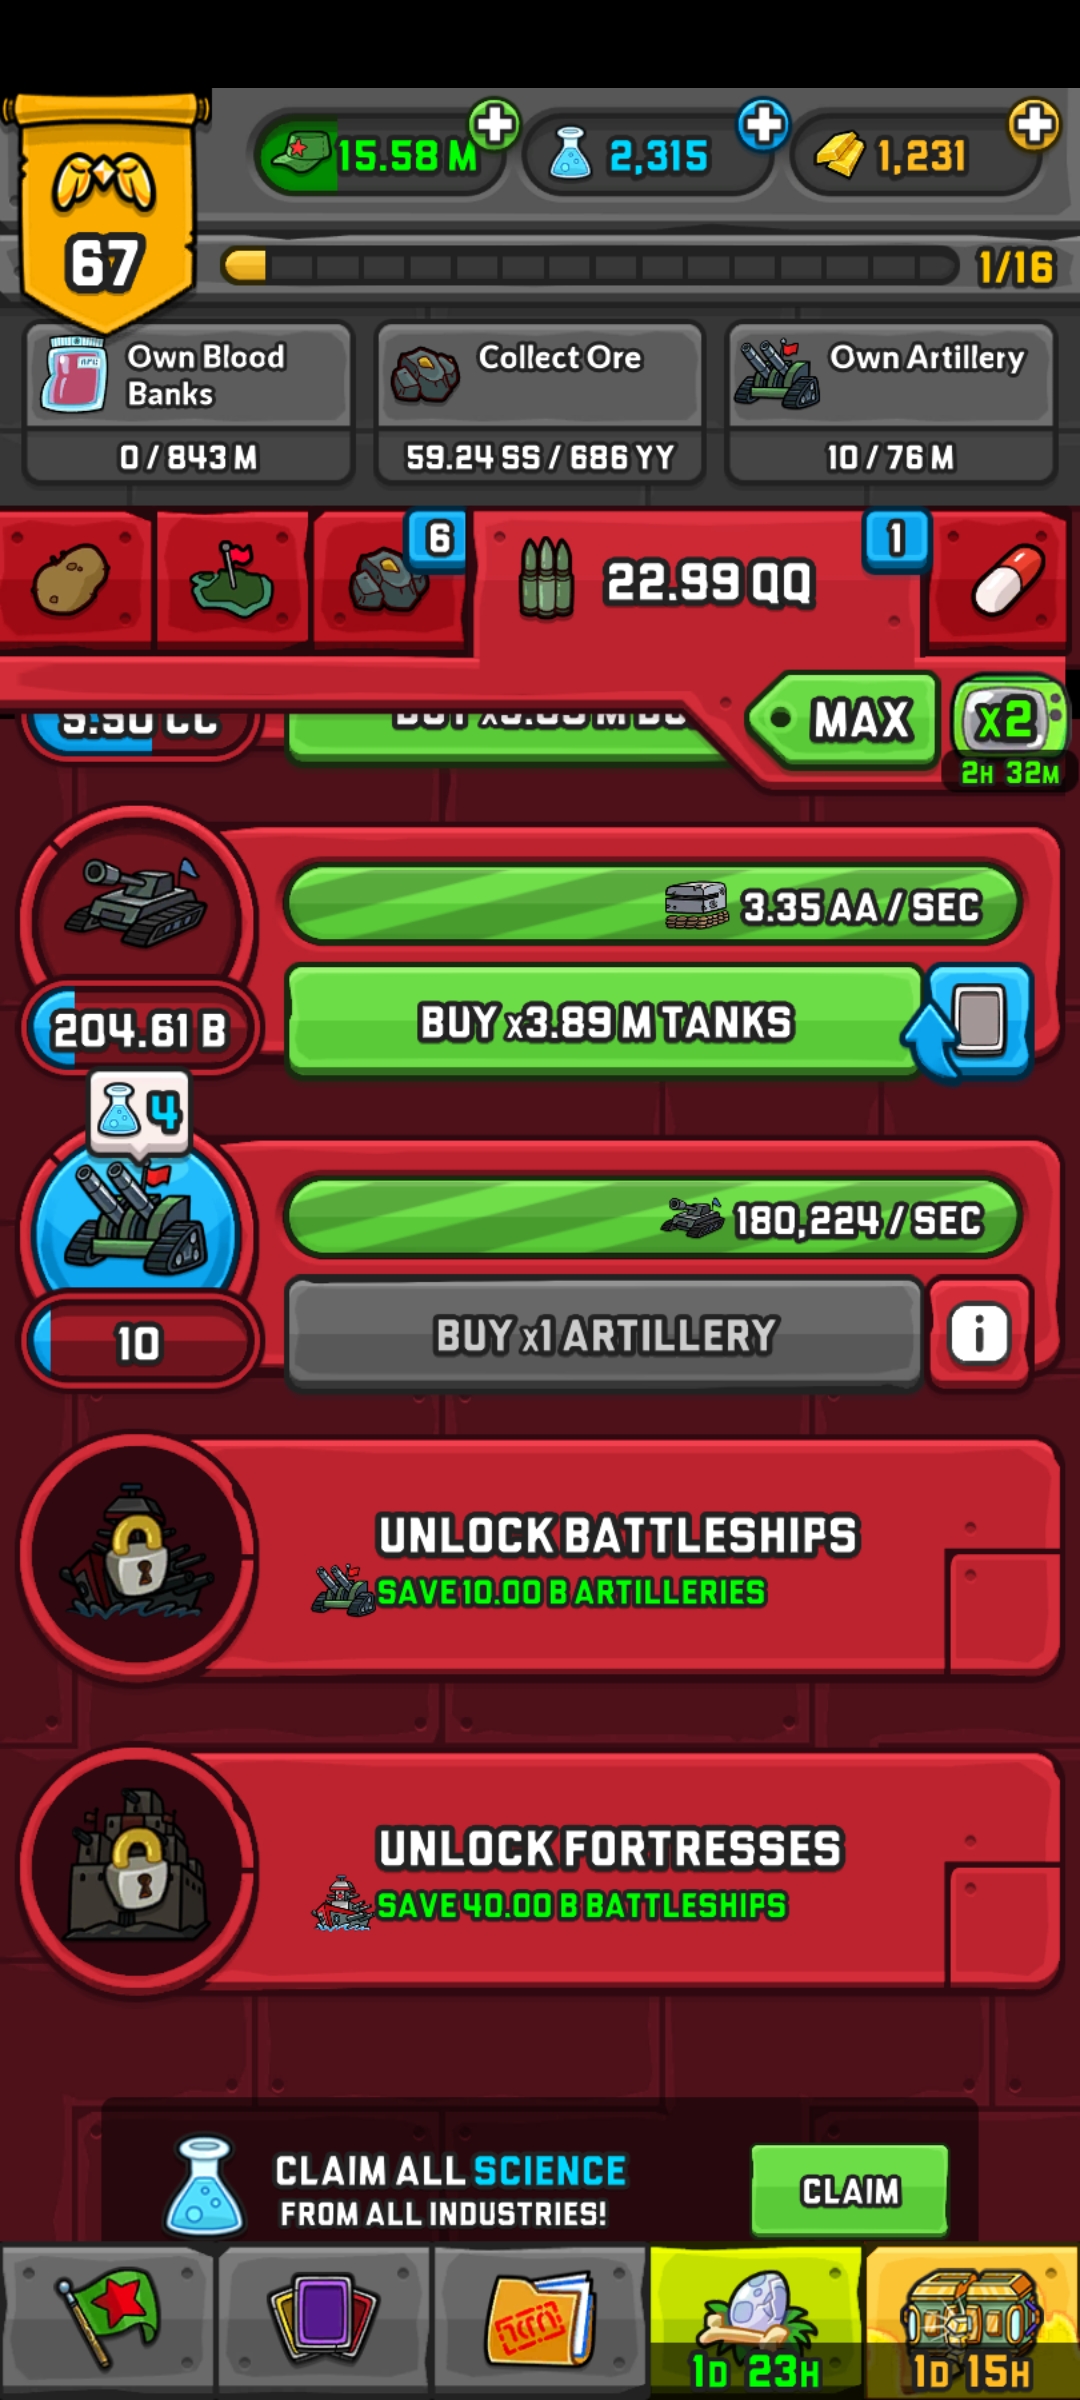 15.58 M
2,315
1,231
67
1/16
Own Blood
Banks
0 / 843 M
Collect Ore
59.24 SS / 686 YY
Own Artillery
10 / 76 M
6
22.99 QQ
1
MAX
x2
2H 32M
3.35 AA / SEC
BUY x3.89 M TANKS
204.61 B
4
180,224 / SEC
BUY x1 ARTILLERY
i
10
UNLOCK BATTLESHIPS
SAVE 10.00 B ARTILLERIES
UNLOCK FORTRESSES
SAVE 40.00 B BATTLESHIPS
CLAIM ALL SCIENCE
FROM ALL INDUSTRIES!
CLAIM
1D 23H
1D 15H